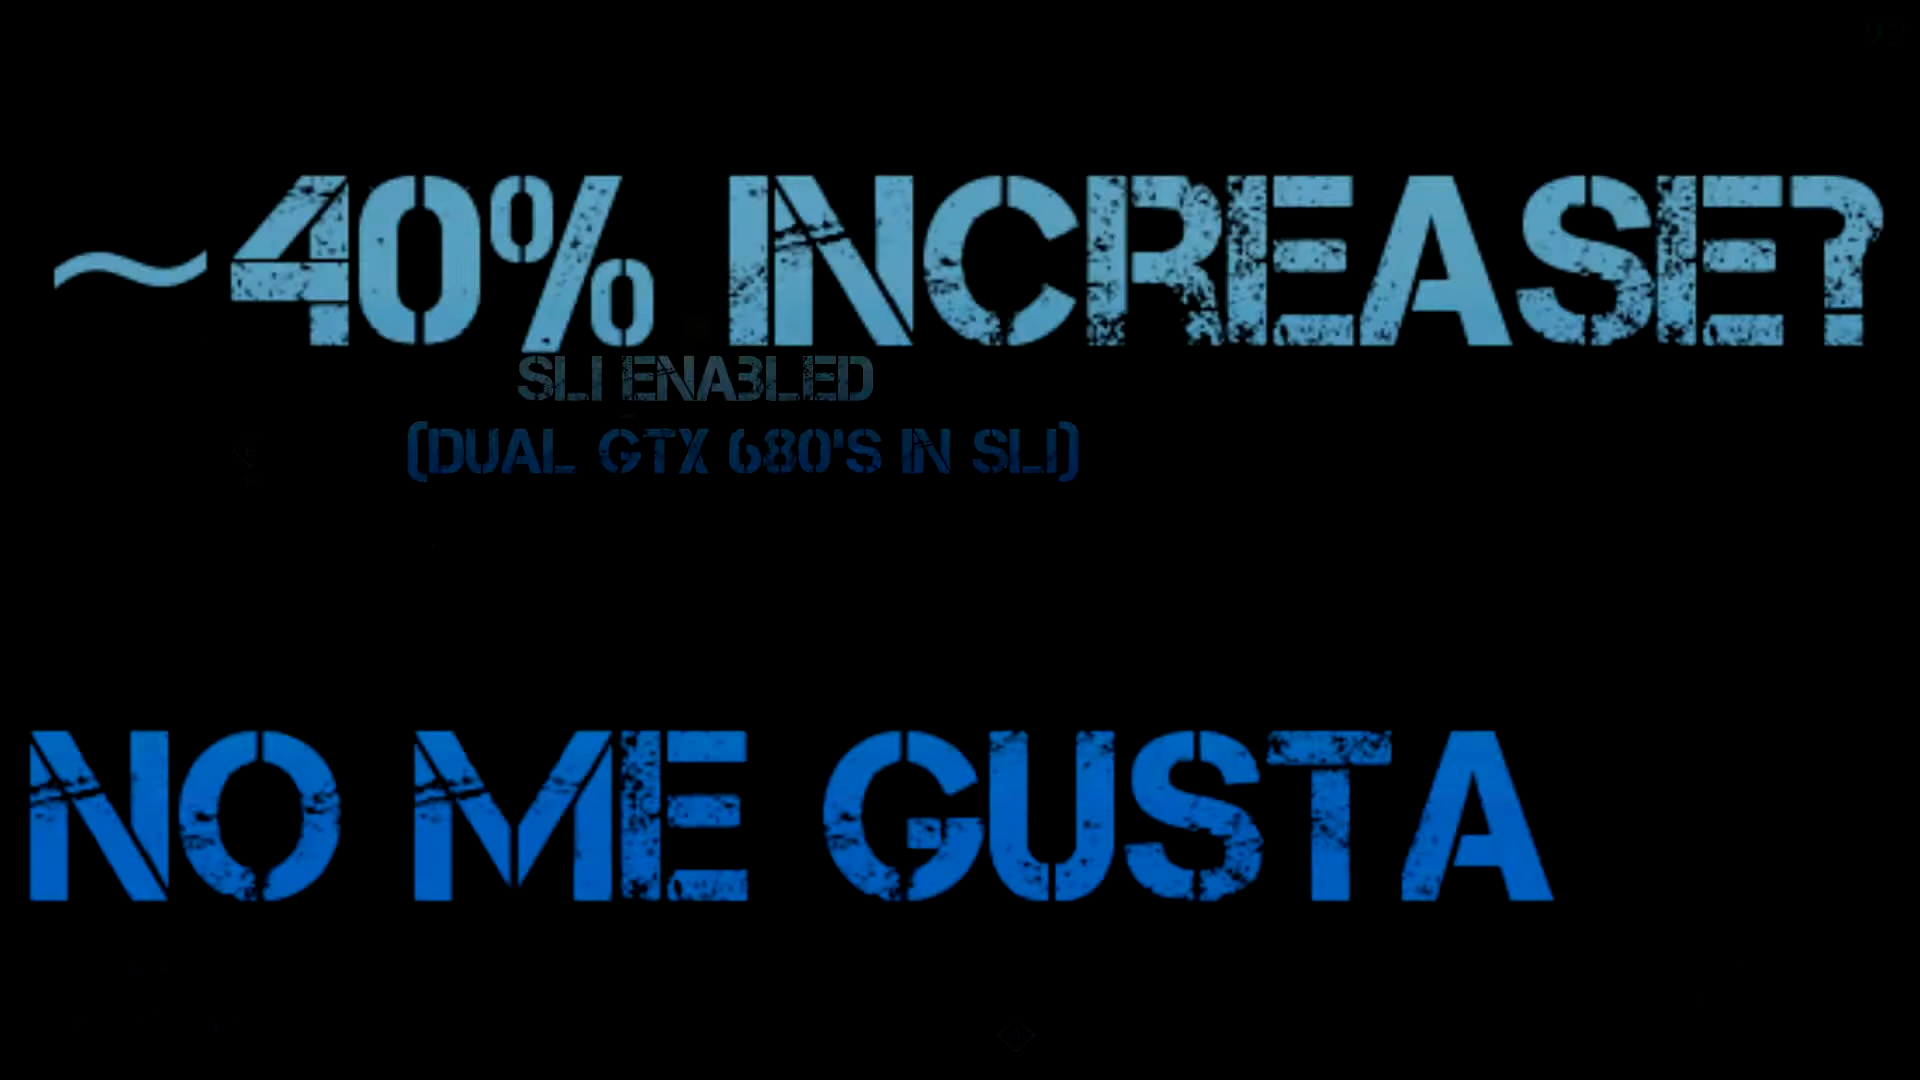 ~40% INCREASE?
SLI ENABLED
(DUAL GTX 680'S IN SLI)
NO ME GUSTA